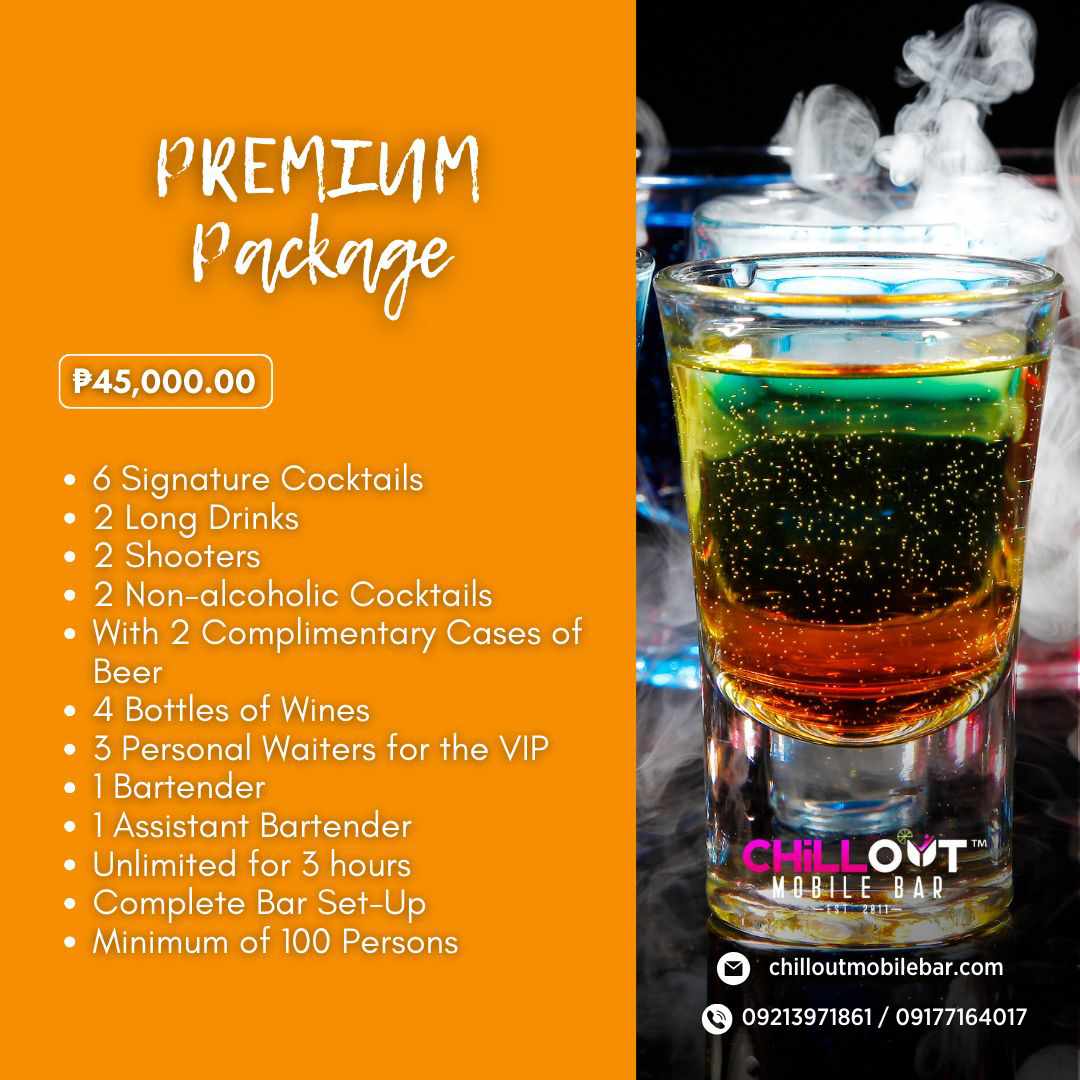 PREMIUM
Package
₱45,000.00
• 6 Signature Cocktails
• 2 Long Drinks
• 2 Shooters
• 2 Non-alcoholic Cocktails
• With 2 Complimentary Cases of
Beer
• 4 Bottles of Wines
• 3 Personal Waiters for the VIP
• 1 Bartender
• 1 Assistant Bartender
• Unlimited for 3 hours
• Complete Bar Set-Up
• Minimum of 100 Persons
CHiLLOUT™
MOBILE BAR
EST. 2011
chilloutmobilebar.com
09213971861 / 09177164017